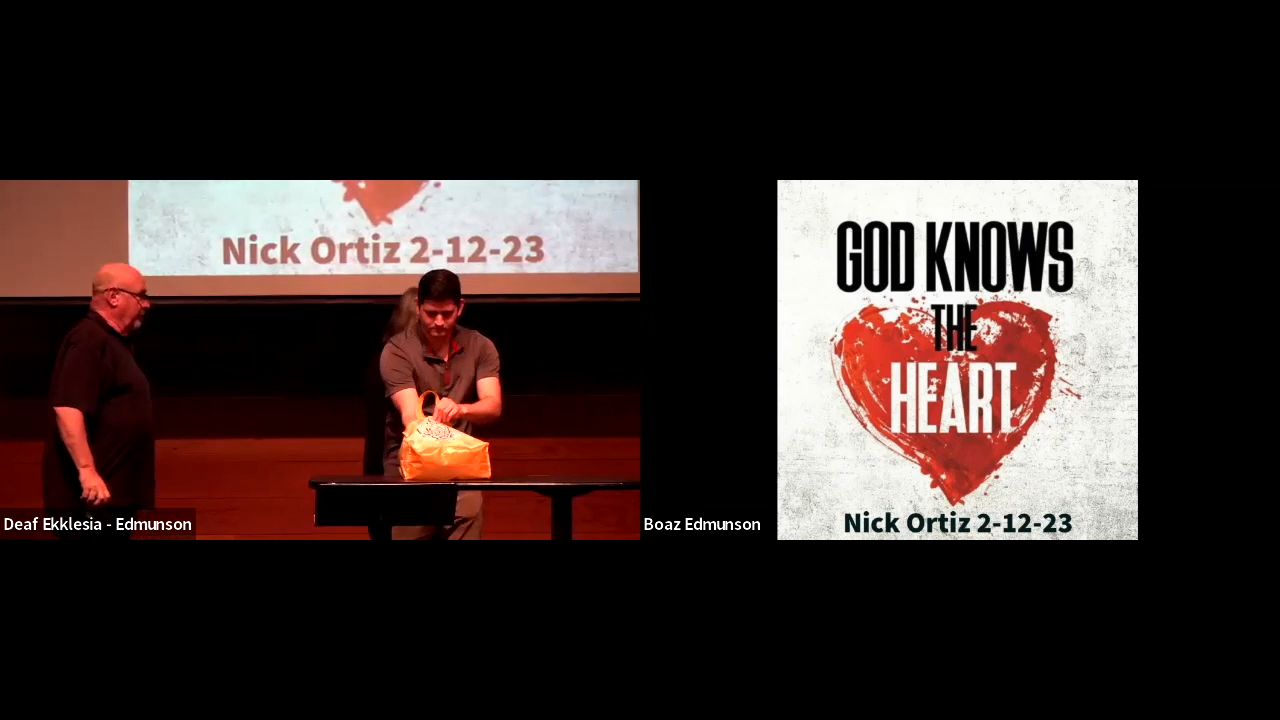 Nick Ortiz 2-12-23
Deaf Ekklesia - Edmunson
GOD KNOWS
THE
HEART
Nick Ortiz 2-12-23
Boaz Edmunson